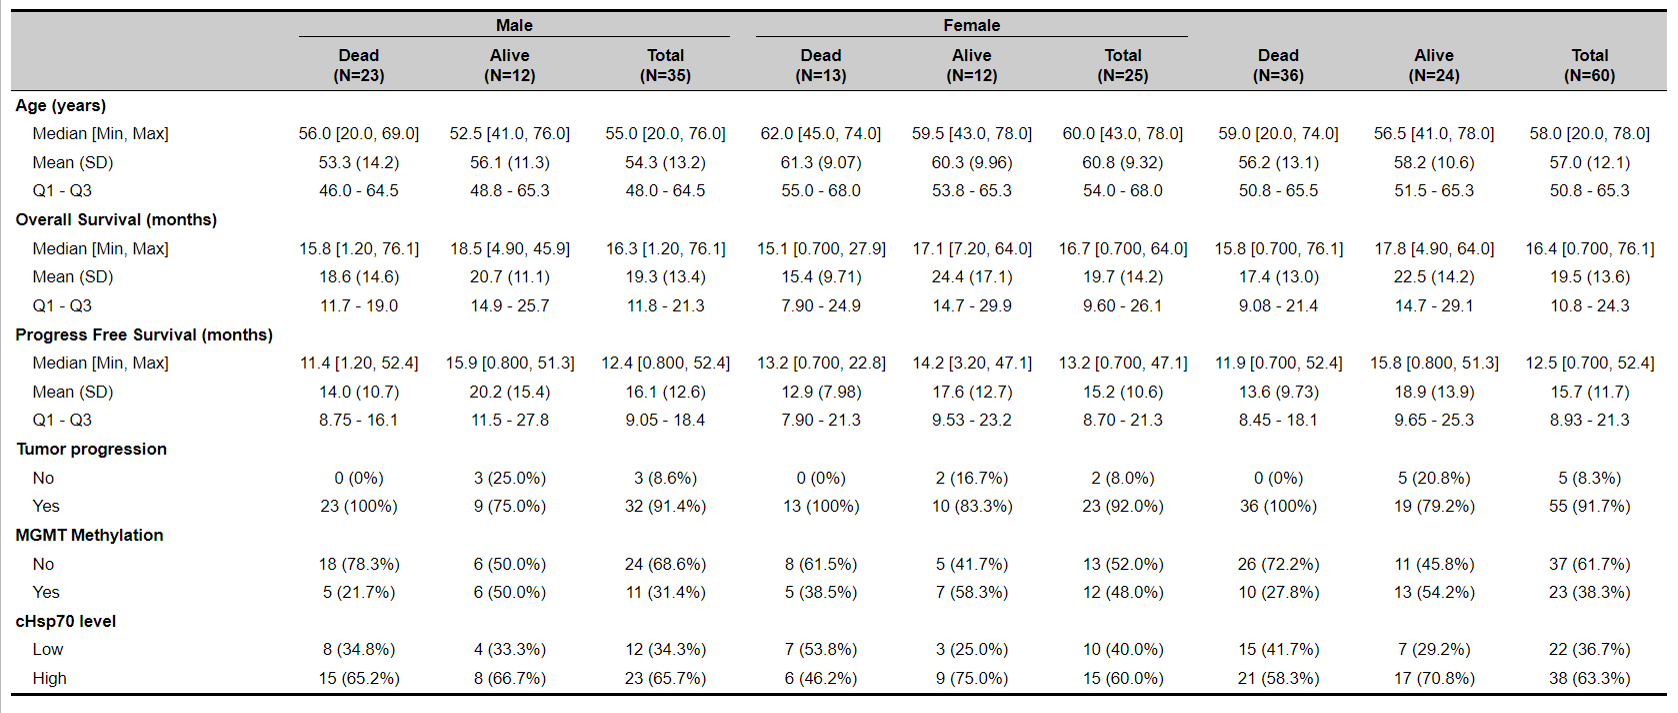 Male Female
Dead Alive Total Dead Alive Total Dead Alive Total
(N=23) (N=12) (N=35) (N=13) (N=12) (N=25) (N=36) (N=24) (N=60)
Age (years)
Median [Min, Max] 56.0 [20.0, 69.0] 52.5 [41.0, 76.0] 55.0 [20.0, 76.0] 62.0 [45.0, 74.0] 59.5 [43.0, 78.0] 60.0 [43.0, 78.0] 59.0 [20.0, 74.0] 56.5 [41.0, 78.0] 58.0 [20.0, 78.0]
Mean (SD) 53.3 (14.2) 56.1 (11.3) 54.3 (13.2) 61.3 (9.07) 60.3 (9.96) 60.8 (9.32) 56.2 (13.1) 58.2 (10.6) 57.0 (12.1)
Q1 - Q3 46.0 - 64.5 48.8 - 65.3 48.0 - 64.5 55.0 - 68.0 53.8 - 65.3 54.0 - 68.0 50.8 - 65.5 51.5 - 65.3 50.8 - 65.3
Overall Survival (months)
Median [Min, Max] 15.8 [1.20, 76.1] 18.5 [4.90, 45.9] 16.3 [1.20, 76.1] 15.1 [0.700, 27.9] 17.1 [7.20, 64.0] 16.7 [0.700, 64.0] 15.8 [0.700, 76.1] 17.8 [4.90, 64.0] 16.4 [0.700, 76.1]
Mean (SD) 18.6 (14.6) 20.7 (11.1) 19.3 (13.4) 15.4 (9.71) 24.4 (17.1) 19.7 (14.2) 17.4 (13.0) 22.5 (14.2) 19.5 (13.6)
Q1 - Q3 11.7 - 19.0 14.9 - 25.7 11.8 - 21.3 7.90 - 24.9 14.7 - 29.9 9.60 - 26.1 9.08 - 21.4 14.7 - 29.1 10.8 - 24.3
Progress Free Survival (months)
Median [Min, Max] 11.4 [1.20, 52.4] 15.9 [0.800, 51.3] 12.4 [0.800, 52.4] 13.2 [0.700, 22.8] 14.2 [3.20, 47.1] 13.2 [0.700, 47.1] 11.9 [0.700, 52.4] 15.8 [0.800, 51.3] 12.5 [0.700, 52.4]
Mean (SD) 14.0 (10.7) 20.2 (15.4) 16.1 (12.6) 12.9 (7.98) 17.6 (12.7) 15.2 (10.6) 13.6 (9.73) 18.9 (13.9) 15.7 (11.7)
Q1 - Q3 8.75 - 16.1 11.5 - 27.8 9.05 - 18.4 7.90 - 21.3 9.53 - 23.2 8.70 - 21.3 8.45 - 18.1 9.65 - 25.3 8.93 - 21.3
Tumor progression
No 0 (0%) 3 (25.0%) 3 (8.6%) 0 (0%) 2 (16.7%) 2 (8.0%) 0 (0%) 5 (20.8%) 5 (8.3%)
Yes 23 (100%) 9 (75.0%) 32 (91.4%) 13 (100%) 10 (83.3%) 23 (92.0%) 36 (100%) 19 (79.2%) 55 (91.7%)
MGMT Methylation
No 18 (78.3%) 6 (50.0%) 24 (68.6%) 8 (61.5%) 5 (41.7%) 13 (52.0%) 26 (72.2%) 11 (45.8%) 37 (61.7%)
Yes 5 (21.7%) 6 (50.0%) 11 (31.4%) 5 (38.5%) 7 (58.3%) 12 (48.0%) 10 (27.8%) 13 (54.2%) 23 (38.3%)
cHsp70 level
Low 8 (34.8%) 4 (33.3%) 12 (34.3%) 7 (53.8%) 3 (25.0%) 10 (40.0%) 15 (41.7%) 7 (29.2%) 22 (36.7%)
High 15 (65.2%) 8 (66.7%) 23 (65.7%) 6 (46.2%) 9 (75.0%) 15 (60.0%) 21 (58.3%) 17 (70.8%) 38 (63.3%)